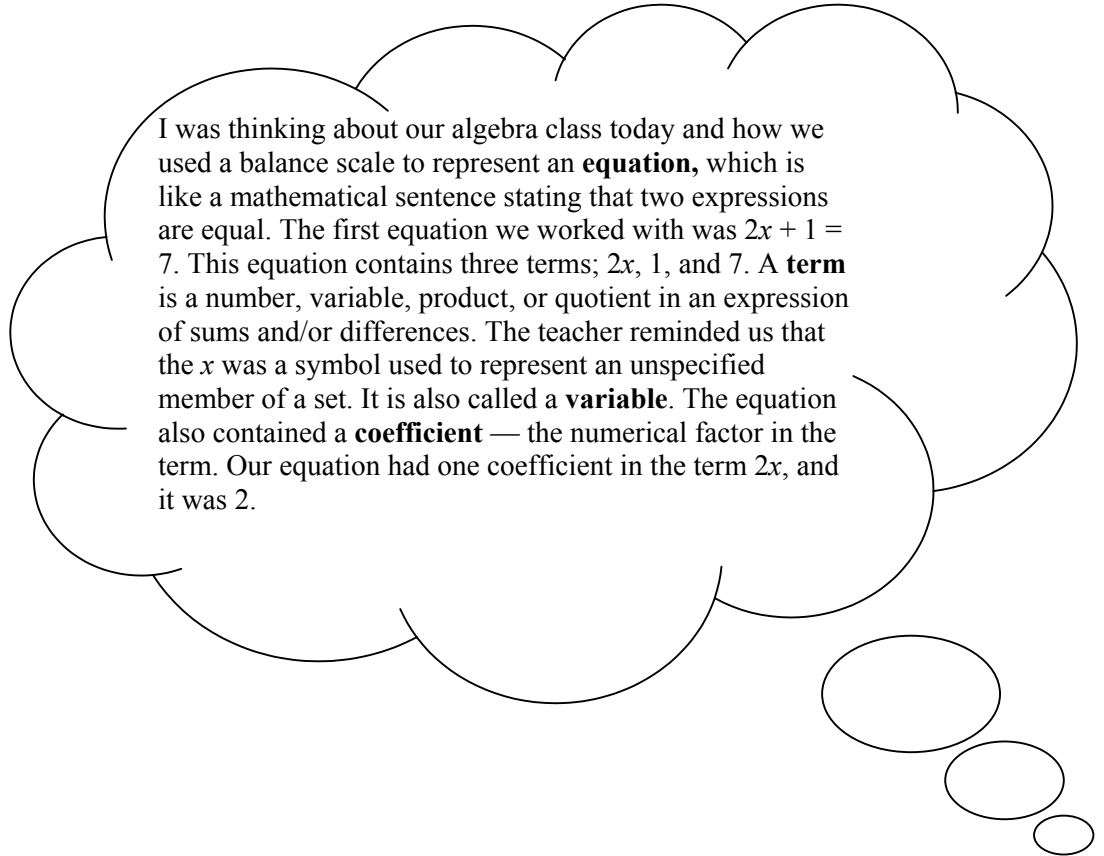 I was thinking about our algebra class today and how we
used a balance scale to represent an equation, which is
like a mathematical sentence stating that two expressions
are equal. The first equation we worked with was 2x + 1 =
7. This equation contains three terms; 2x, 1, and 7. A term
is a number, variable, product, or quotient in an expression
of sums and/or differences. The teacher reminded us that
the x was a symbol used to represent an unspecified
member of a set. It is also called a variable. The equation
also contained a coefficient — the numerical factor in the
term. Our equation had one coefficient in the term 2x, and
it was 2.